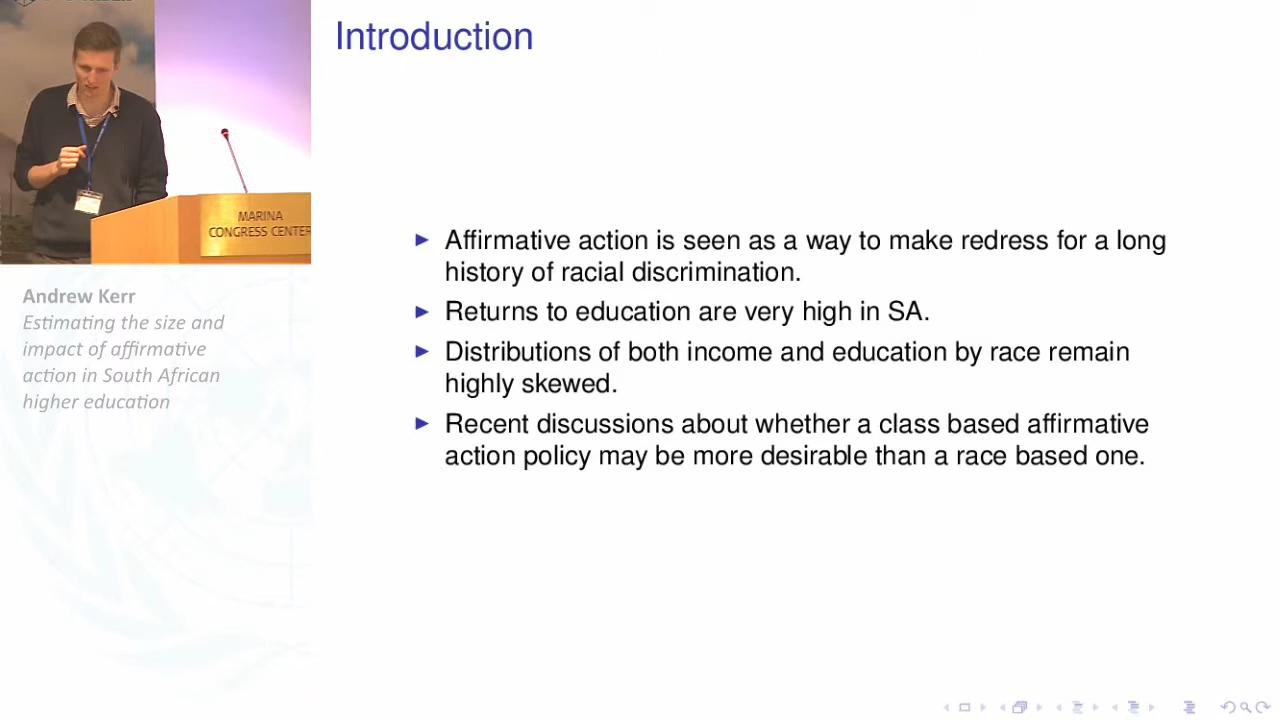 Introduction
MARINA
CONGRESS CENTER
Andrew Kerr
Estimating the size and
impact of affirmative
action in South African
higher education
Affirmative action is seen as a way to make redress for a long
history of racial discrimination.
Returns to education are very high in SA.
Distributions of both income and education by race remain
highly skewed.
Recent discussions about whether a class based affirmative
action policy may be more desirable than a race based one.